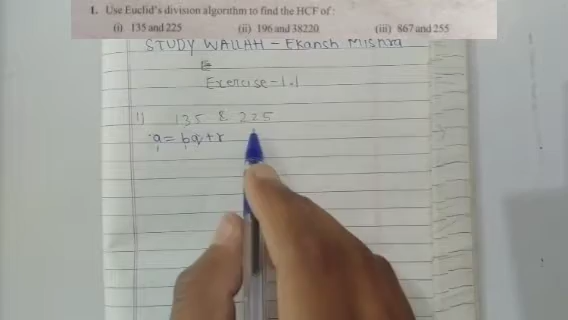 1. Use Euclid's division algorithm to find the HCF of :
(i) 135 and 225 (ii) 196 and 38220 (iii) 867 and 255
STUDY WALLAH - Ekansh Mishra
E
Exercise - 1.1
1) 135 & 225
a = bq + r